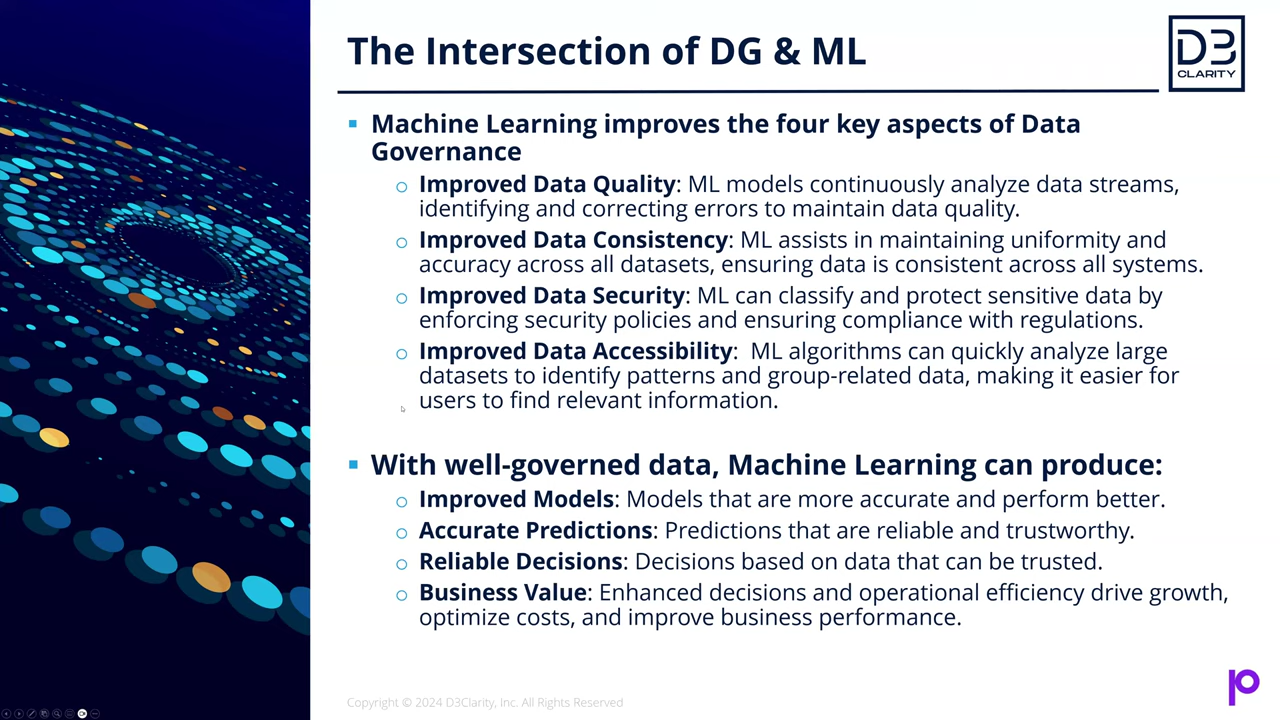 The Intersection of DG & ML
D3
CLARITY
▪ Machine Learning improves the four key aspects of Data
Governance
o Improved Data Quality: ML models continuously analyze data streams,
identifying and correcting errors to maintain data quality.
o Improved Data Consistency: ML assists in maintaining uniformity and
accuracy across all datasets, ensuring data is consistent across all systems.
o Improved Data Security: ML can classify and protect sensitive data by
enforcing security policies and ensuring compliance with regulations.
o Improved Data Accessibility:  ML algorithms can quickly analyze large
datasets to identify patterns and group-related data, making it easier for
users to find relevant information.
▪ With well-governed data, Machine Learning can produce:
o Improved Models: Models that are more accurate and perform better.
o Accurate Predictions: Predictions that are reliable and trustworthy.
o Reliable Decisions: Decisions based on data that can be trusted.
o Business Value: Enhanced decisions and operational efficiency drive growth,
optimize costs, and improve business performance.
Copyright © 2024 D3Clarity, Inc. All Rights Reserved